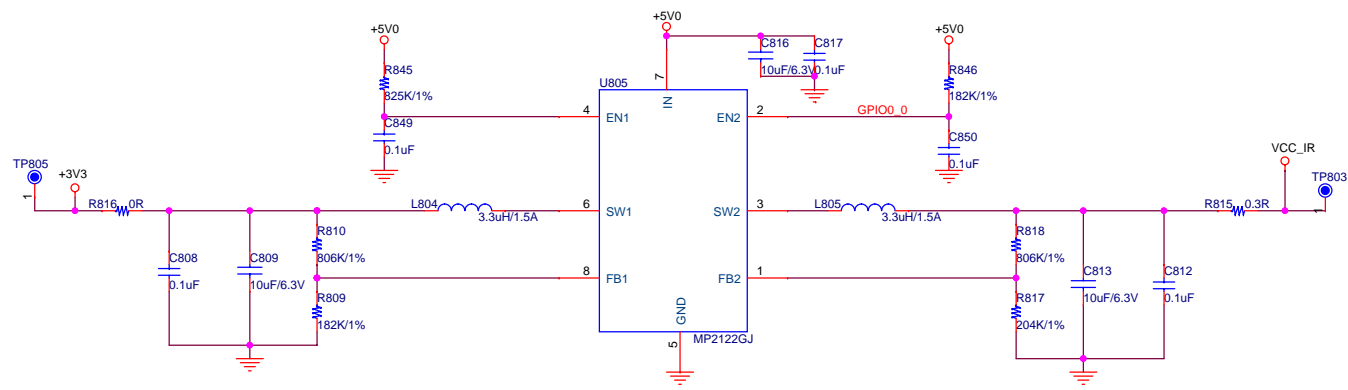 +5V0
+5V0
+5V0
C816
C817
10uF/6.3V
0.1uF
R845
825K/1%
R846
182K/1%
U805
7
IN
4
EN1
EN2
2
GPIO0_0
C849
0.1uF
C850
0.1uF
TP805
1
+3V3
VCC_IR
TP803
1
R816
0R
L804
3.3uH/1.5A
6
SW1
SW2
3
L805
3.3uH/1.5A
R815
0.3R
R810
806K/1%
R818
806K/1%
C808
0.1uF
C809
10uF/6.3V
8
FB1
FB2
1
C813
10uF/6.3V
C812
0.1uF
R809
182K/1%
R817
204K/1%
GND
5
MP2122GJ